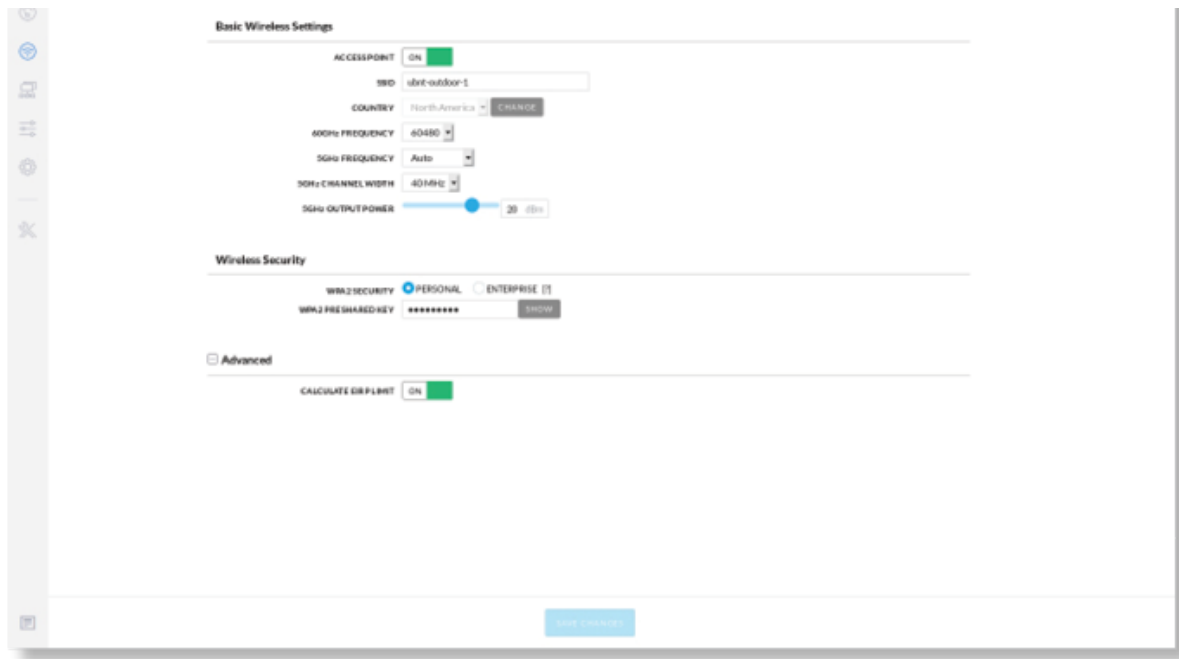 Basic Wireless Settings
ACCESS POINT ON
SSID ubnt-outdoor-1
COUNTRY North America CHANGE
60GHz FREQUENCY 60480
5GHz FREQUENCY Auto
5GHz CHANNEL WIDTH 40 MHz
5GHz OUTPUT POWER 20 dBm
Wireless Security
WPA2 SECURITY PERSONAL ENTERPRISE [?]
WPA2 PRESHARED KEY ••••••••• SHOW
Advanced
CALCULATE EIRP LIMIT ON
SAVE CHANGES